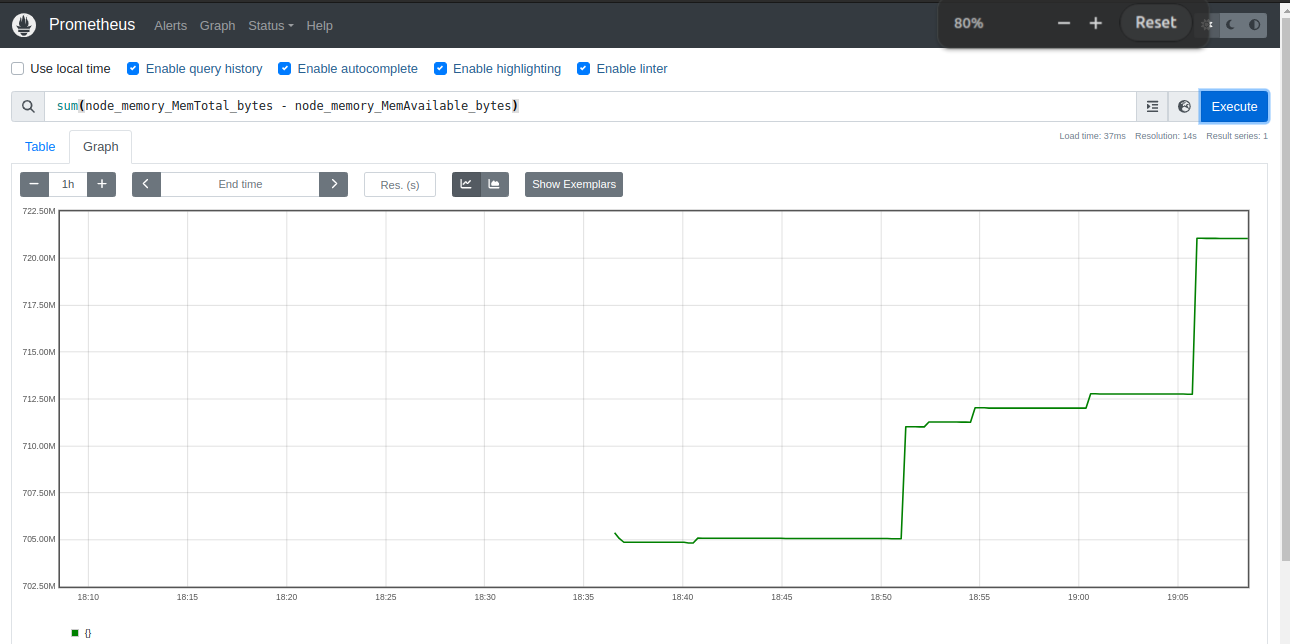 Prometheus Alerts Graph Status Help
80% − + Reset
Use local time Enable query history Enable autocomplete Enable highlighting Enable linter
sum(node_memory_MemTotal_bytes - node_memory_MemAvailable_bytes)
Execute
Load time: 37ms Resolution: 14s Result series: 1
Table Graph
− 1h + End time Res. (s) Show Exemplars
722.50M
720.00M
717.50M
715.00M
712.50M
710.00M
707.50M
705.00M
702.50M
18:10 18:15 18:20 18:25 18:30 18:35 18:40 18:45 18:50 18:55 19:00 19:05
{}